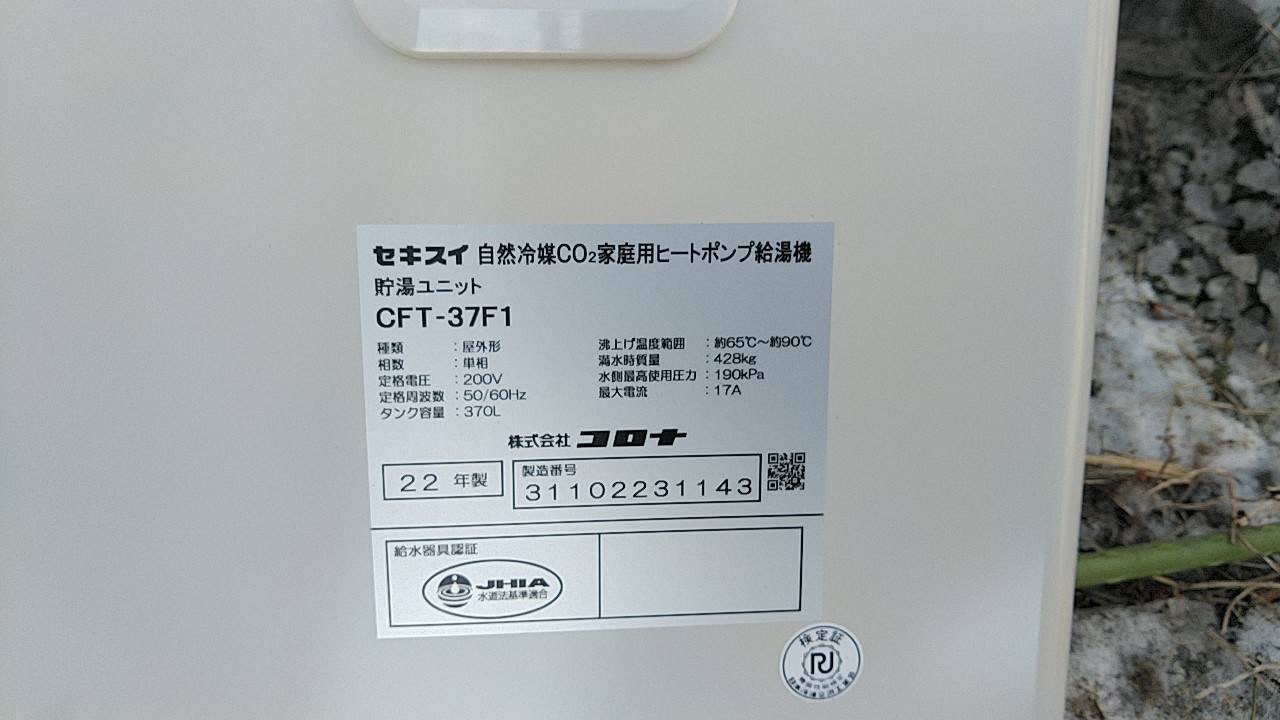 セキスイ 自然冷媒CO₂家庭用ヒートポンプ給湯機
貯湯ユニット
CFT-37F1
種類 :屋外形
相数 :単相
定格電圧 :200V
定格周波数 :50/60Hz
タンク容量 :370L
沸上げ温度範囲 :約65℃～約90℃
満水時質量 :428kg
水側最高使用圧力 :190kPa
最大電流 :17A
株式会社 コロナ
22 年製
製造番号
31102231143
給水器具認証
JHIA
水道法基準適合
検定証